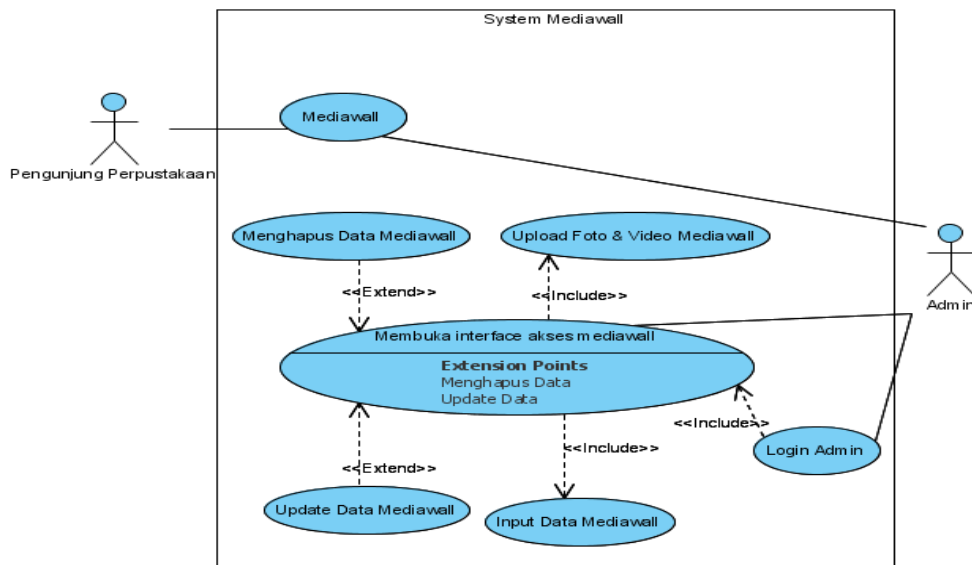 System Mediawall
Mediawall
Pengunjung Perpustakaan
Menghapus Data Mediawall
Upload Foto & Video Mediawall
<<Extend>>
<<Include>>
Admin
Membuka interface akses mediawall
Extension Points
Menghapus Data
Update Data
<<Include>>
<<Include>>
Login Admin
<<Extend>>
Update Data Mediawall
Input Data Mediawall